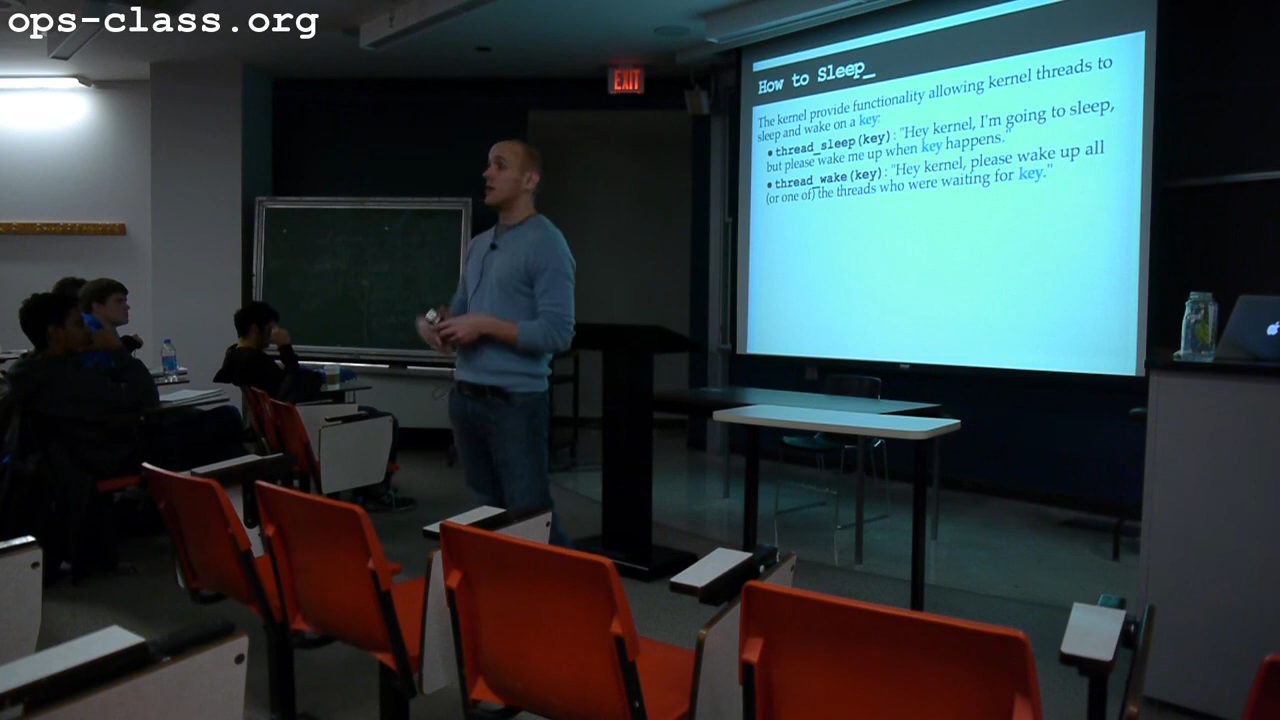 ops-class.org
EXIT
How to Sleep_
The kernel provide functionality allowing kernel threads to
sleep and wake on a key:
• thread_sleep(key): "Hey kernel, I'm going to sleep,
but please wake me up when key happens."
• thread_wake(key): "Hey kernel, please wake up all
(or one of) the threads who were waiting for key."